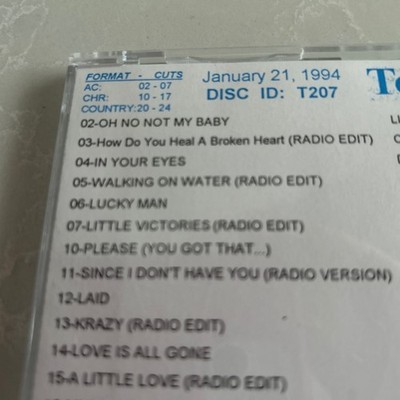 FORMAT - CUTS
AC: 02 - 07
CHR: 10 - 17
COUNTRY: 20 - 24
January 21, 1994
DISC ID: T207
02-OH NO NOT MY BABY
03-How Do You Heal A Broken Heart (RADIO EDIT)
04-IN YOUR EYES
05-WALKING ON WATER (RADIO EDIT)
06-LUCKY MAN
07-LITTLE VICTORIES (RADIO EDIT)
10-PLEASE (YOU GOT THAT...)
11-SINCE I DON'T HAVE YOU (RADIO VERSION)
12-LAID
13-KRAZY (RADIO EDIT)
14-LOVE IS ALL GONE
15-A LITTLE LOVE (RADIO EDIT)